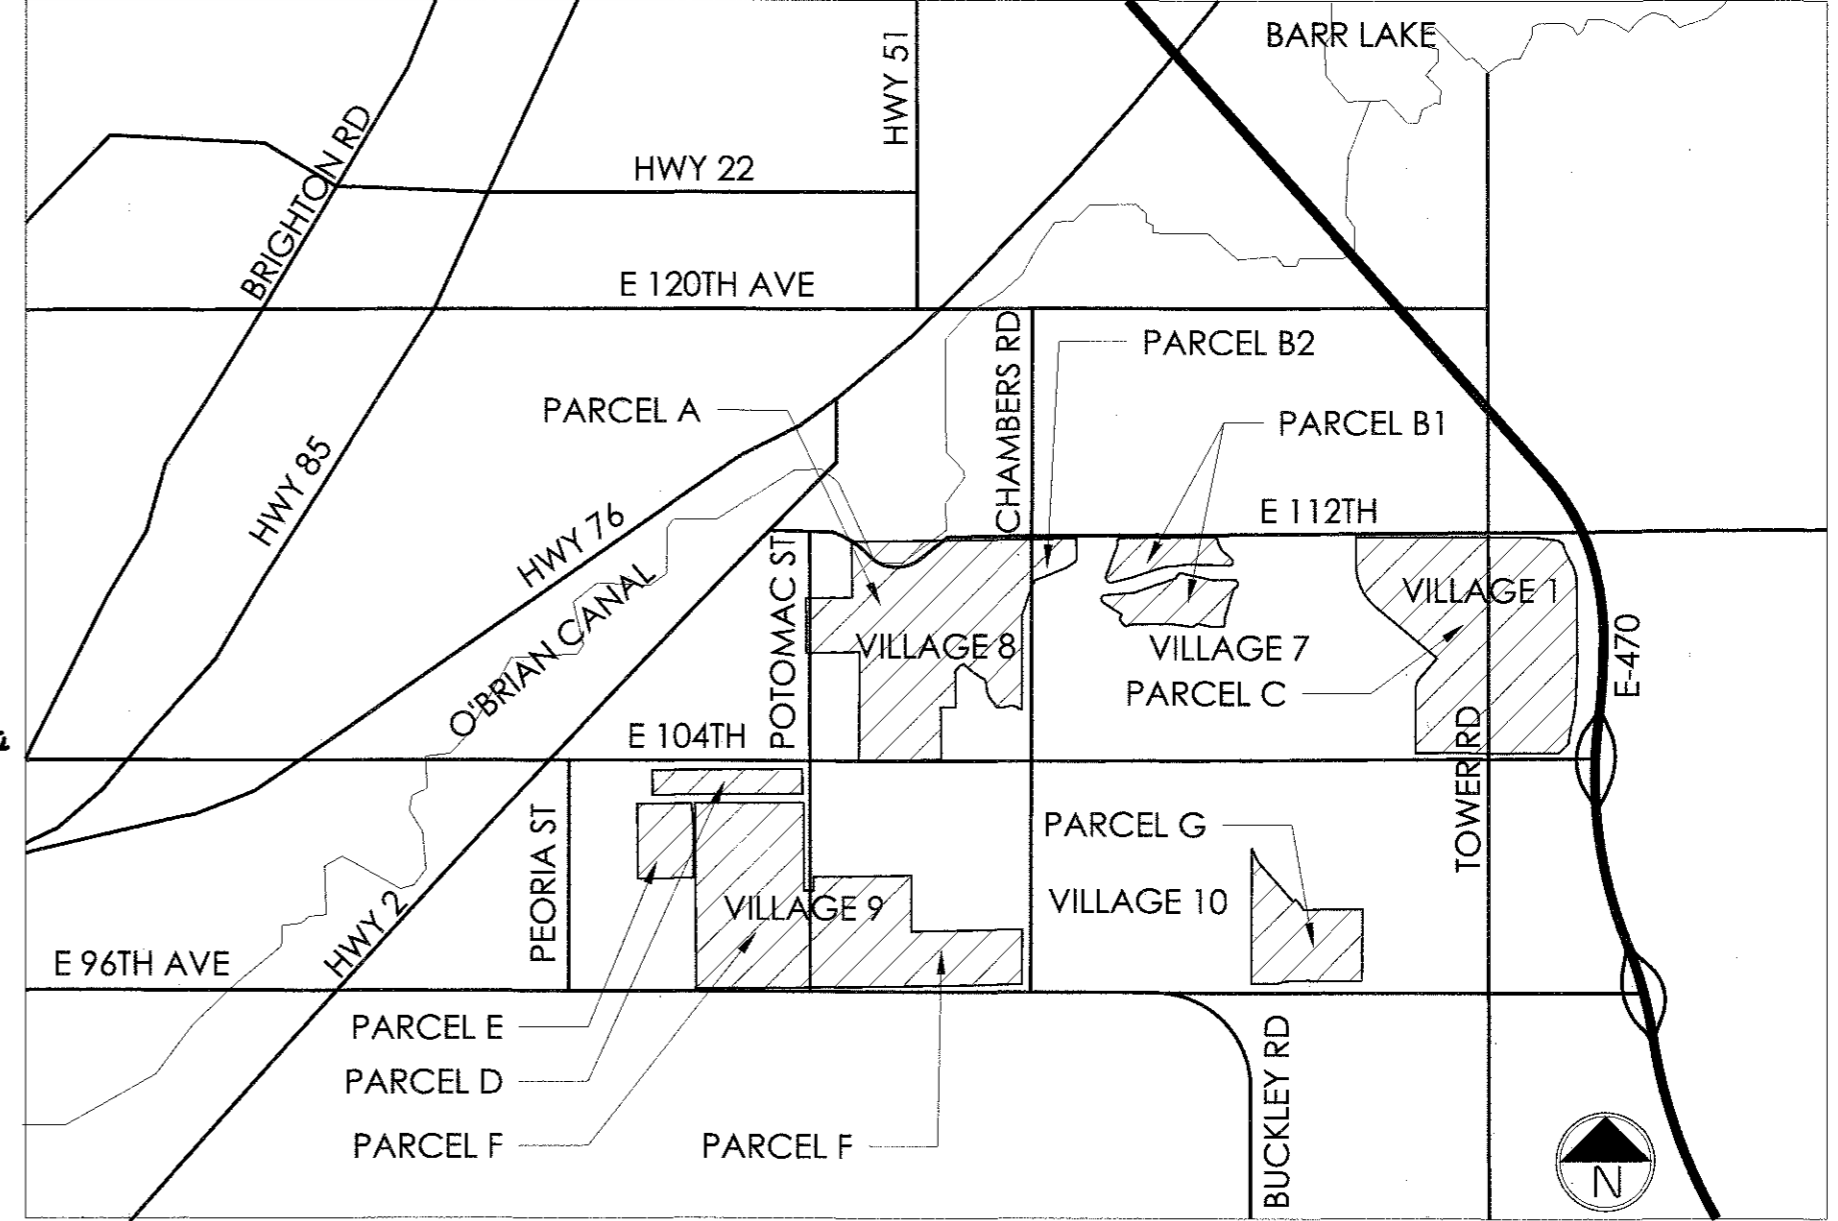 BARR LAKE
HWY 51
BRIGHTON RD
HWY 22
E 120TH AVE
CHAMBERS RD
PARCEL B2
PARCEL A
PARCEL B1
HWY 85
E 112TH
HWY 76
POTOMAC ST
O'BRIAN CANAL
VILLAGE 1
VILLAGE 8
VILLAGE 7
E-470
PARCEL C
E 104TH
TOWER RD
PEORIA ST
PARCEL G
VILLAGE 9
VILLAGE 10
HWY 2
E 96TH AVE
PARCEL E
BUCKLEY RD
PARCEL D
PARCEL F
PARCEL F
N